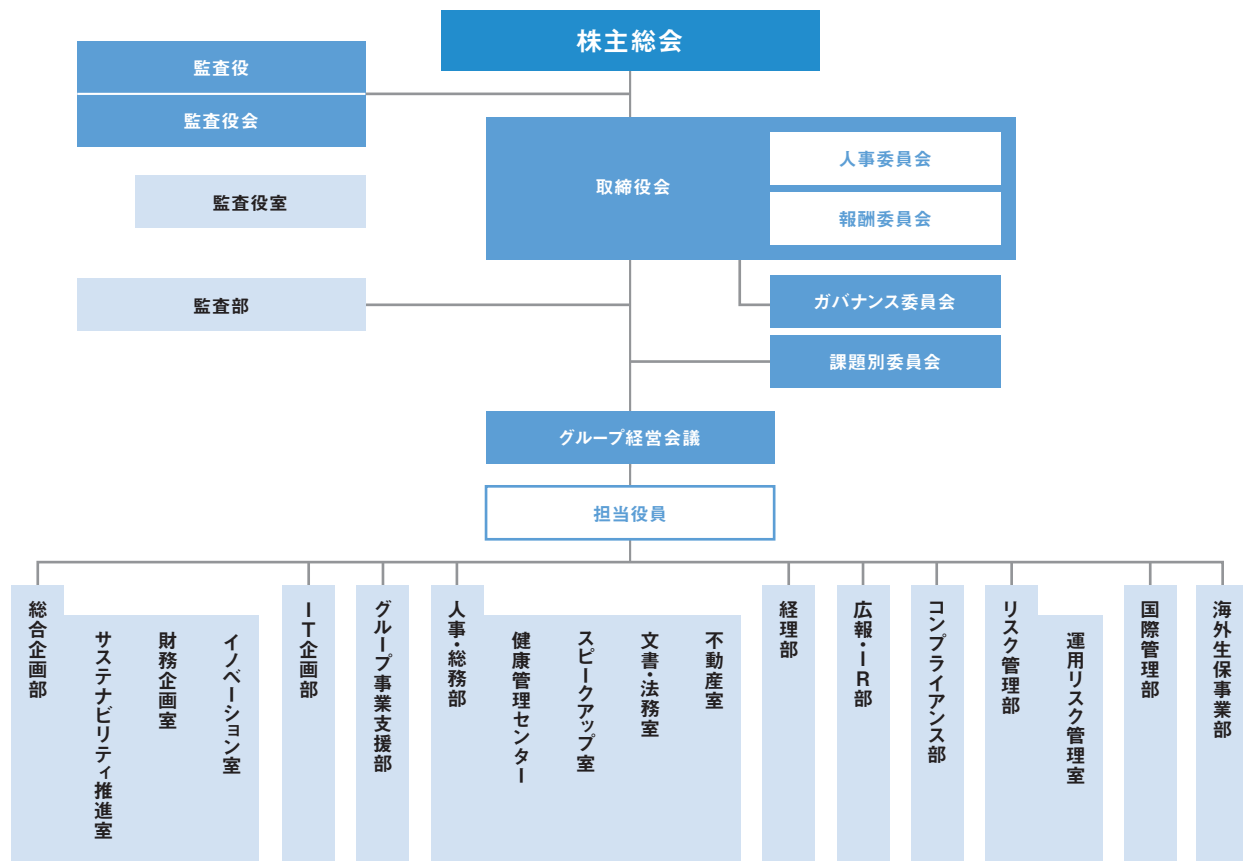 株主総会
監査役
監査役会
監査役室
監査部
取締役会
人事委員会
報酬委員会
ガバナンス委員会
課題別委員会
グループ経営会議
担当役員
総合企画部
サステナビリティ推進室
財務企画室
イノベーション室
IT企画部
グループ事業支援部
人事・総務部
健康管理センター
スピークアップ室
文書・法務室
不動産室
経理部
広報・IR部
コンプライアンス部
リスク管理部
運用リスク管理室
国際管理部
海外生保事業部